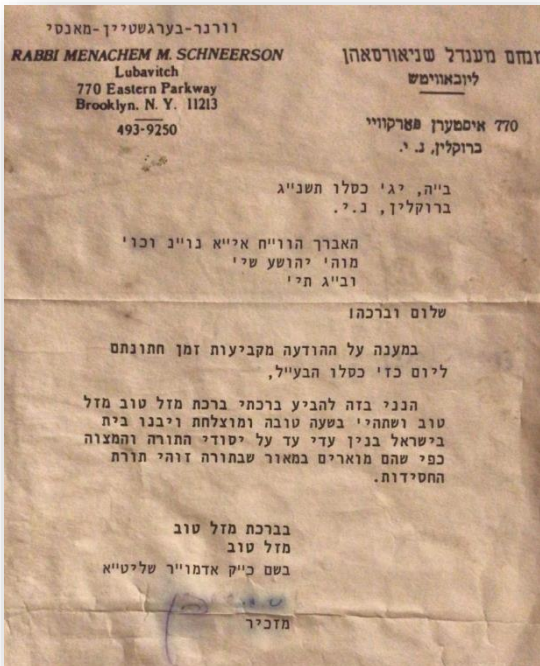 וורנר-בערגשטיין-מאנסי
RABBI MENACHEM M. SCHNEERSON
Lubavitch
770 Eastern Parkway
Brooklyn. N. Y. 11213
493-9250
מנחם מענדל שניאורסאהן
ליובאוויטש
770 איסטערן פארקוויי
ברוקלין, נ. י.
ב"ה, יג' כסלו תשנ"ג
ברוקלין, נ.י.
האברך הוו"ח אי"א נו"נ וכו'
מוה' יהושע שי'
וב"ג תי'
שלום וברכה!
במענה על ההודעה מקביעות זמן חתונתם
ליום כז' כסלו הבע"ל,
הנני בזה להביע ברכתי ברכת מזל טוב מזל
טוב ושתהי' בשעה טובה ומוצלחת ויבנו בית
בישראל בנין עדי עד על יסודי התורה והמצוה
כפי שהם מוארים במאור שבתורה זוהי תורת
החסידות.
בברכת מזל טוב
מזל טוב
בשם כ"ק אדמו"ר שליט"א
מזכיר